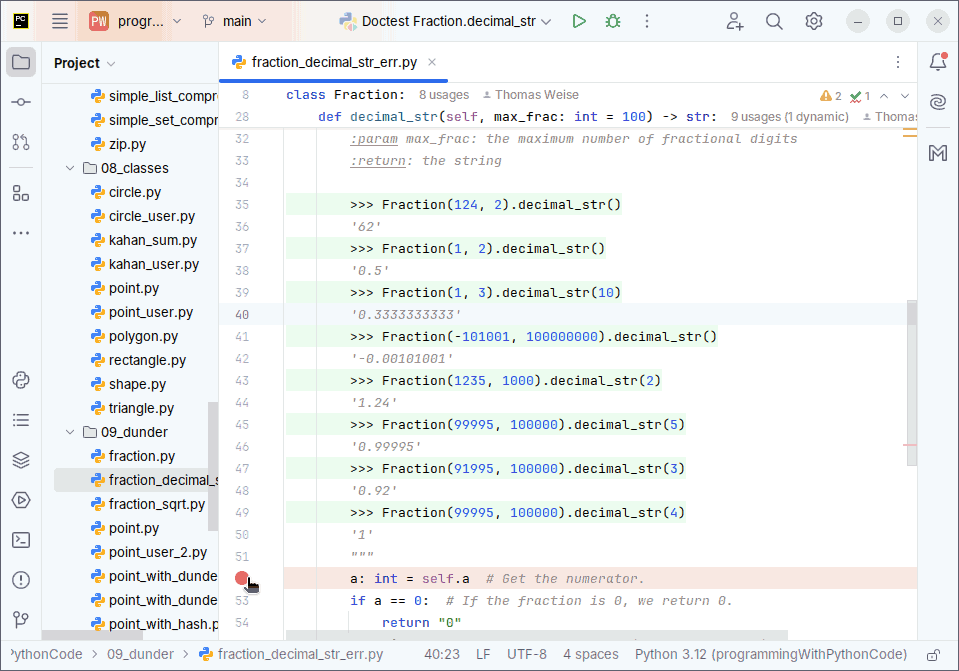 PC PW progr... main Doctest Fraction.decimal_str
Project
fraction_decimal_str_err.py
simple_list_compr
simple_set_compr
zip.py
08_classes
circle.py
circle_user.py
kahan_sum.py
kahan_user.py
point.py
point_user.py
polygon.py
rectangle.py
shape.py
triangle.py
09_dunder
fraction.py
fraction_decimal_s
fraction_sqrt.py
point.py
point_user_2.py
point_with_dunde
point_with_dunde
point_with_hash.p
8 class Fraction: 8 usages Thomas Weise 2 1
28 def decimal_str(self, max_frac: int = 100) -> str: 9 usages (1 dynamic) Thomas
32 :param max_frac: the maximum number of fractional digits
33 :return: the string
34
35 >>> Fraction(124, 2).decimal_str()
36 '62'
37 >>> Fraction(1, 2).decimal_str()
38 '0.5'
39 >>> Fraction(1, 3).decimal_str(10)
40 '0.3333333333'
41 >>> Fraction(-101001, 100000000).decimal_str()
42 '-0.00101001'
43 >>> Fraction(1235, 1000).decimal_str(2)
44 '1.24'
45 >>> Fraction(99995, 100000).decimal_str(5)
46 '0.99995'
47 >>> Fraction(91995, 100000).decimal_str(3)
48 '0.92'
49 >>> Fraction(99995, 100000).decimal_str(4)
50 '1'
51 """
a: int = self.a # Get the numerator.
53 if a == 0: # If the fraction is 0, we return 0.
54 return "0"
PythonCode 09_dunder fraction_decimal_str_err.py 40:23 LF UTF-8 4 spaces Python 3.12 (programmingWithPythonCode)